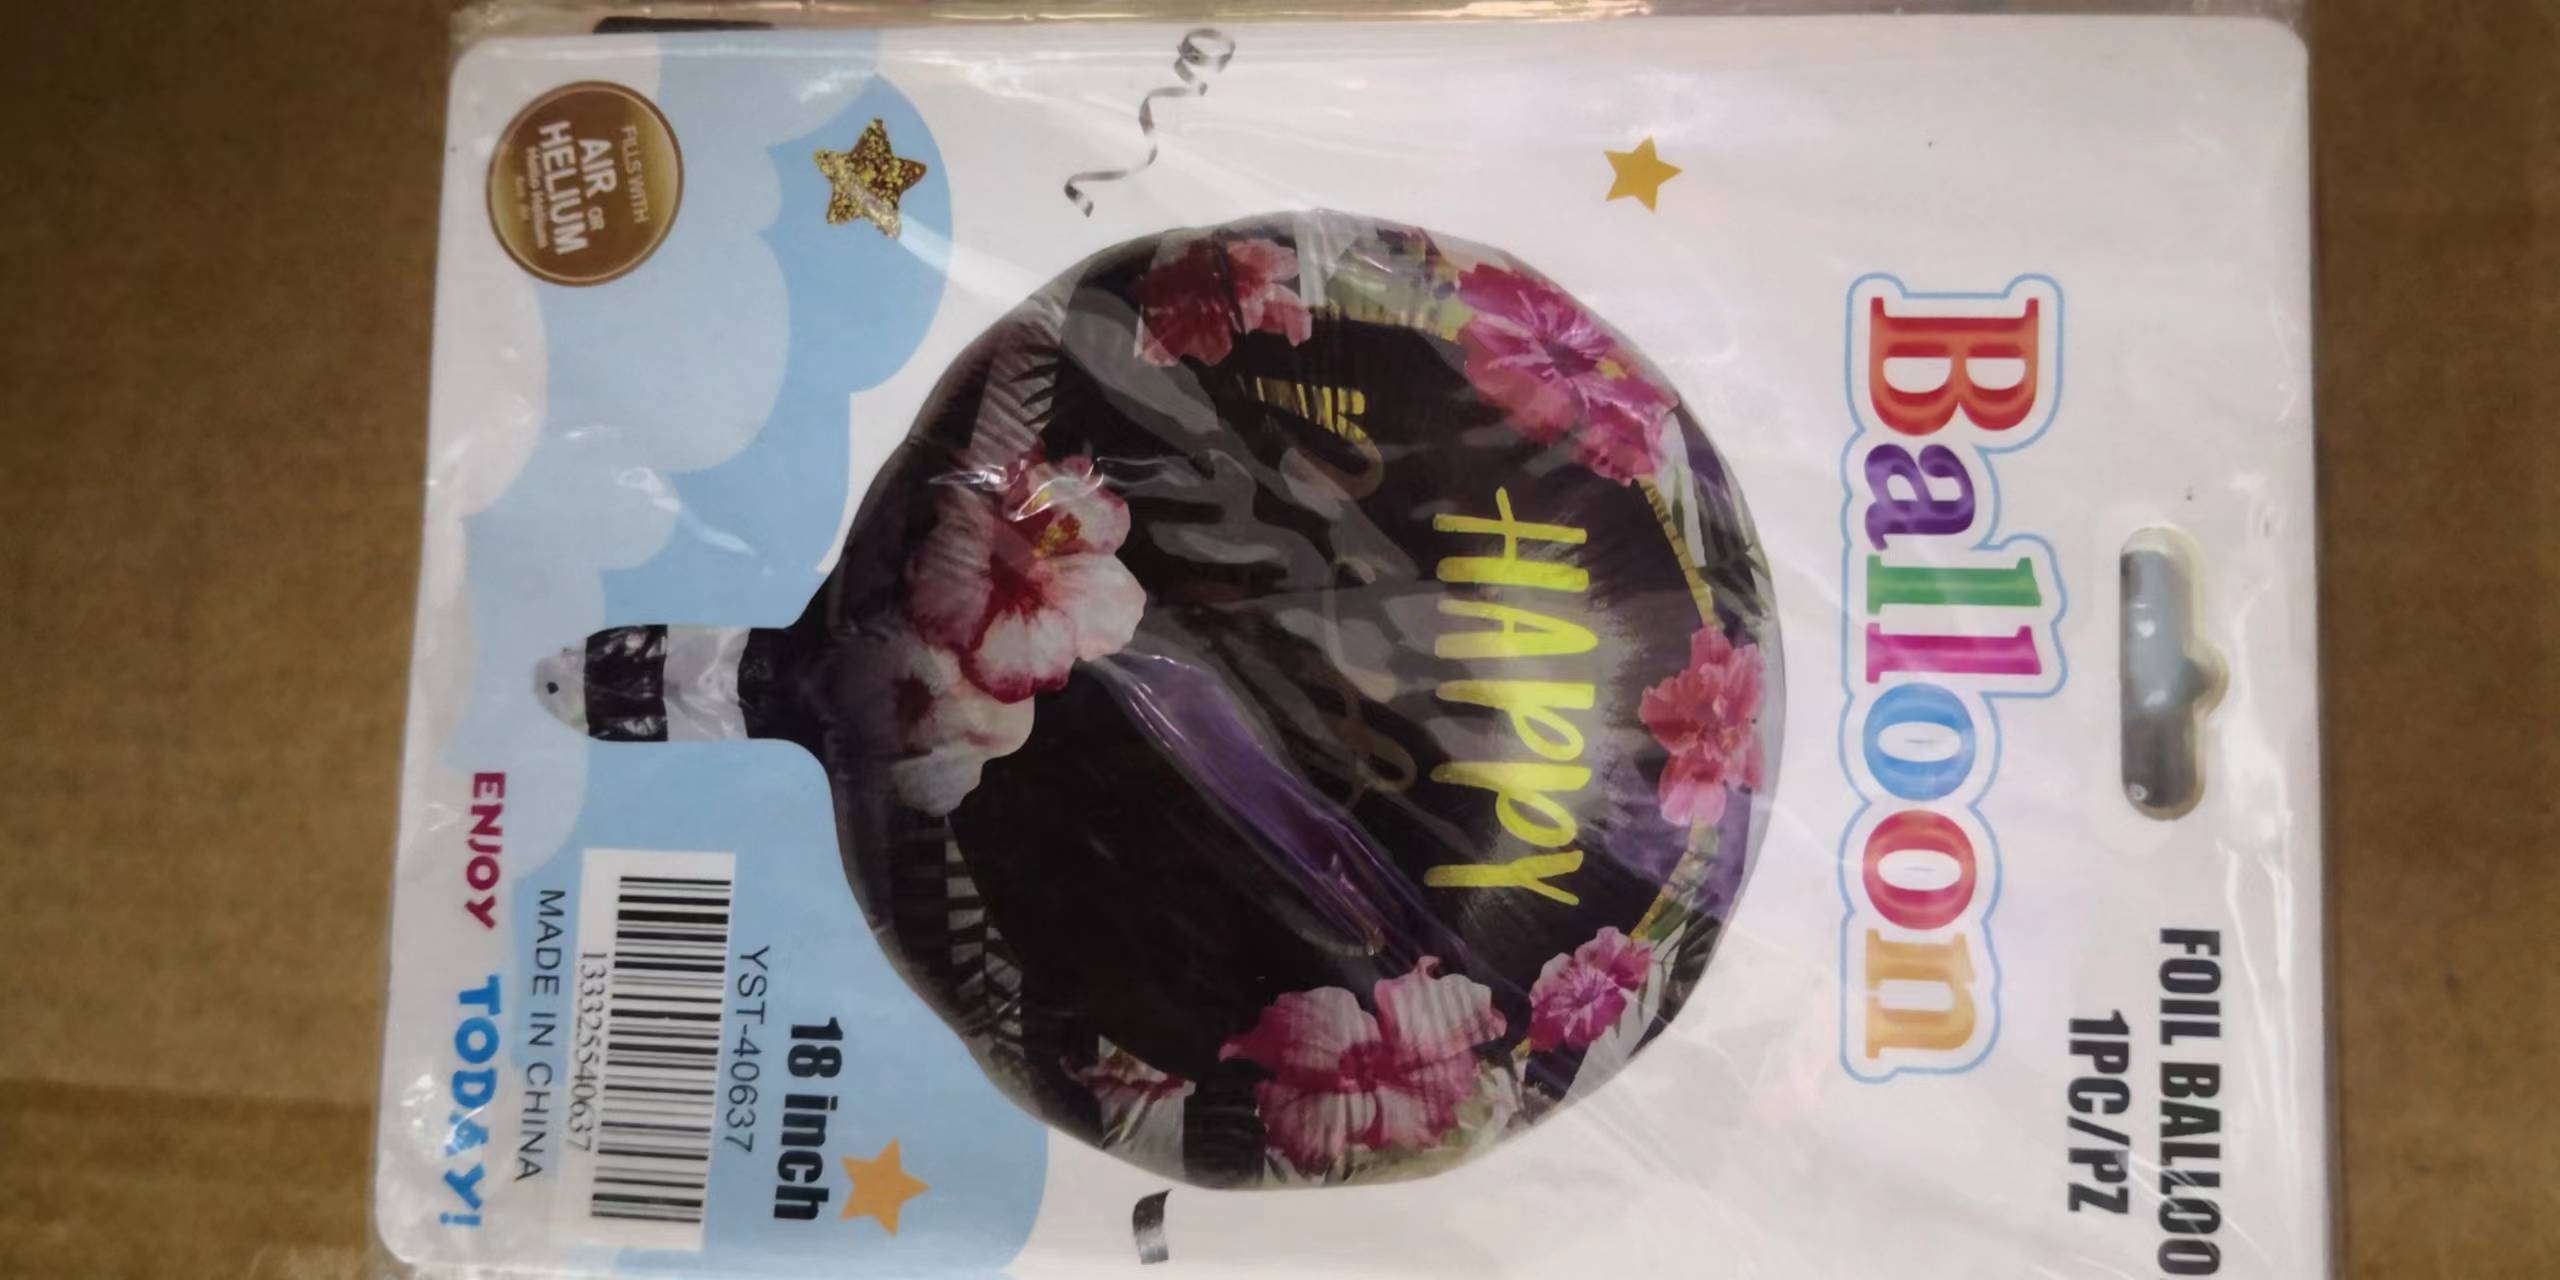 FOIL BALLOO
1PC/PZ
Balloon
HAPPY
FILLS WITH
AIR OR
HELIUM
18 inch
YST-40637
133325540637
MADE IN CHINA
ENJOY TODAY!